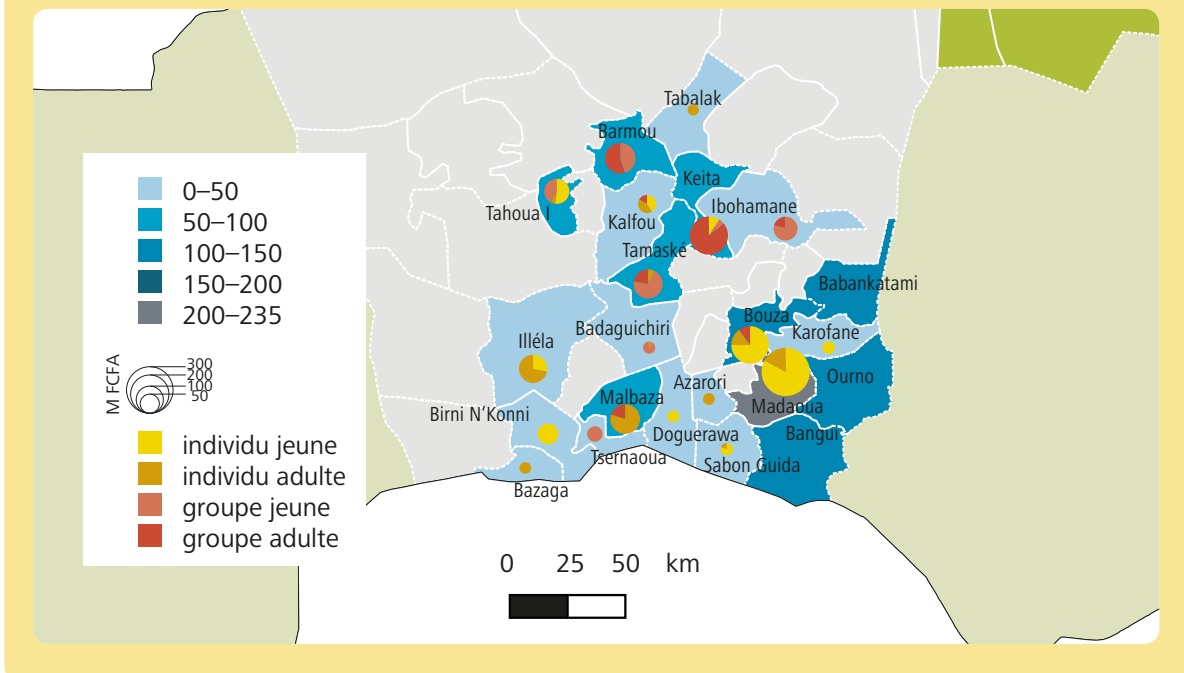 Tabalak
Barmou
Keita
Tahoua I
Kalfou
Ibohamane
Tamaské
Babankatami
Bouza
Karofane
Badaguichiri
Illéla
Azarori
Ourno
Malbaza
Madaoua
Birni N‘Konni
Doguerawa
Bangui
Tsernaoua
Sabon Guida
Bazaga
0–50
50–100
100–150
150–200
200–235
M FCFA
300
200
100
50
individu jeune
individu adulte
groupe jeune
groupe adulte
0 25 50 km